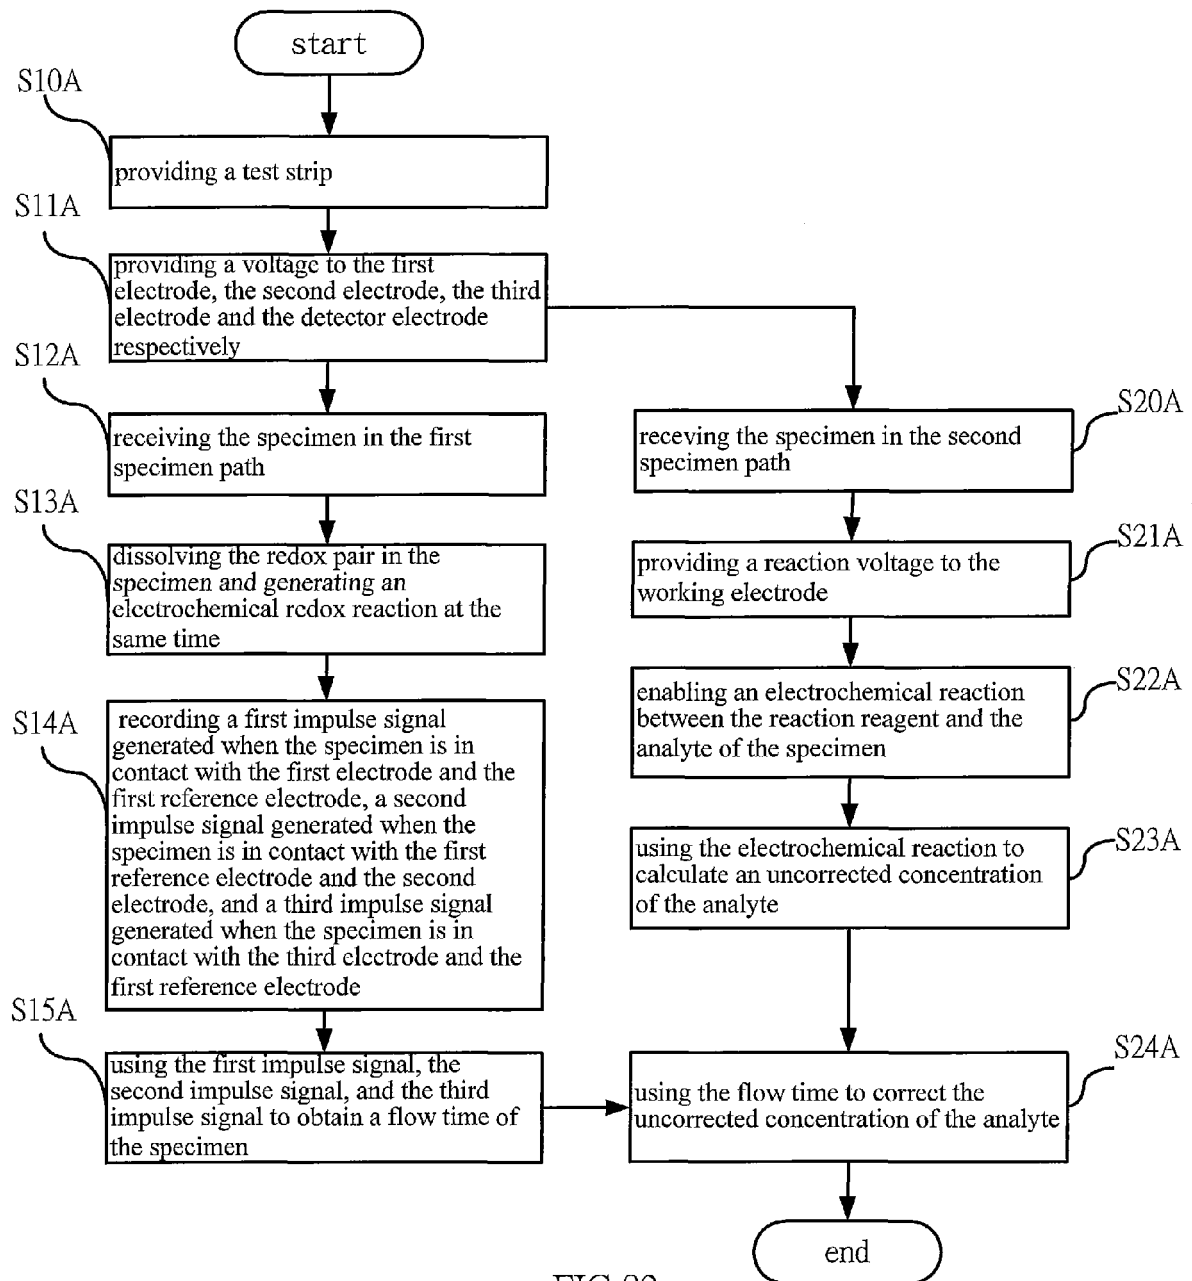 start
S10A
providing a test strip
S11A
providing a voltage to the first
electrode, the second electrode, the third
electrode and the detector electrode
respectively
S12A
receiving the specimen in the first
specimen path
S13A
dissolving the redox pair in the
specimen and generating an
electrochemical redox reaction at the
same time
S14A
recording a first impulse signal
generated when the specimen is in
contact with the first electrode and the
first reference electrode, a second
impulse signal generated when the
specimen is in contact with the first
reference electrode and the second
electrode, and a third impulse signal
generated when the specimen is in
contact with the third electrode and the
first reference electrode
S15A
using the first impulse signal, the
second impulse signal, and the third
impulse signal to obtain a flow time of
the specimen
S20A
receving the specimen in the second
specimen path
S21A
providing a reaction voltage to the
working electrode
S22A
enabling an electrochemical reaction
between the reaction reagent and the
analyte of the specimen
S23A
using the electrochemical reaction to
calculate an uncorrected concentration
of the analyte
S24A
using the flow time to correct the
uncorrected concentration of the analyte
end